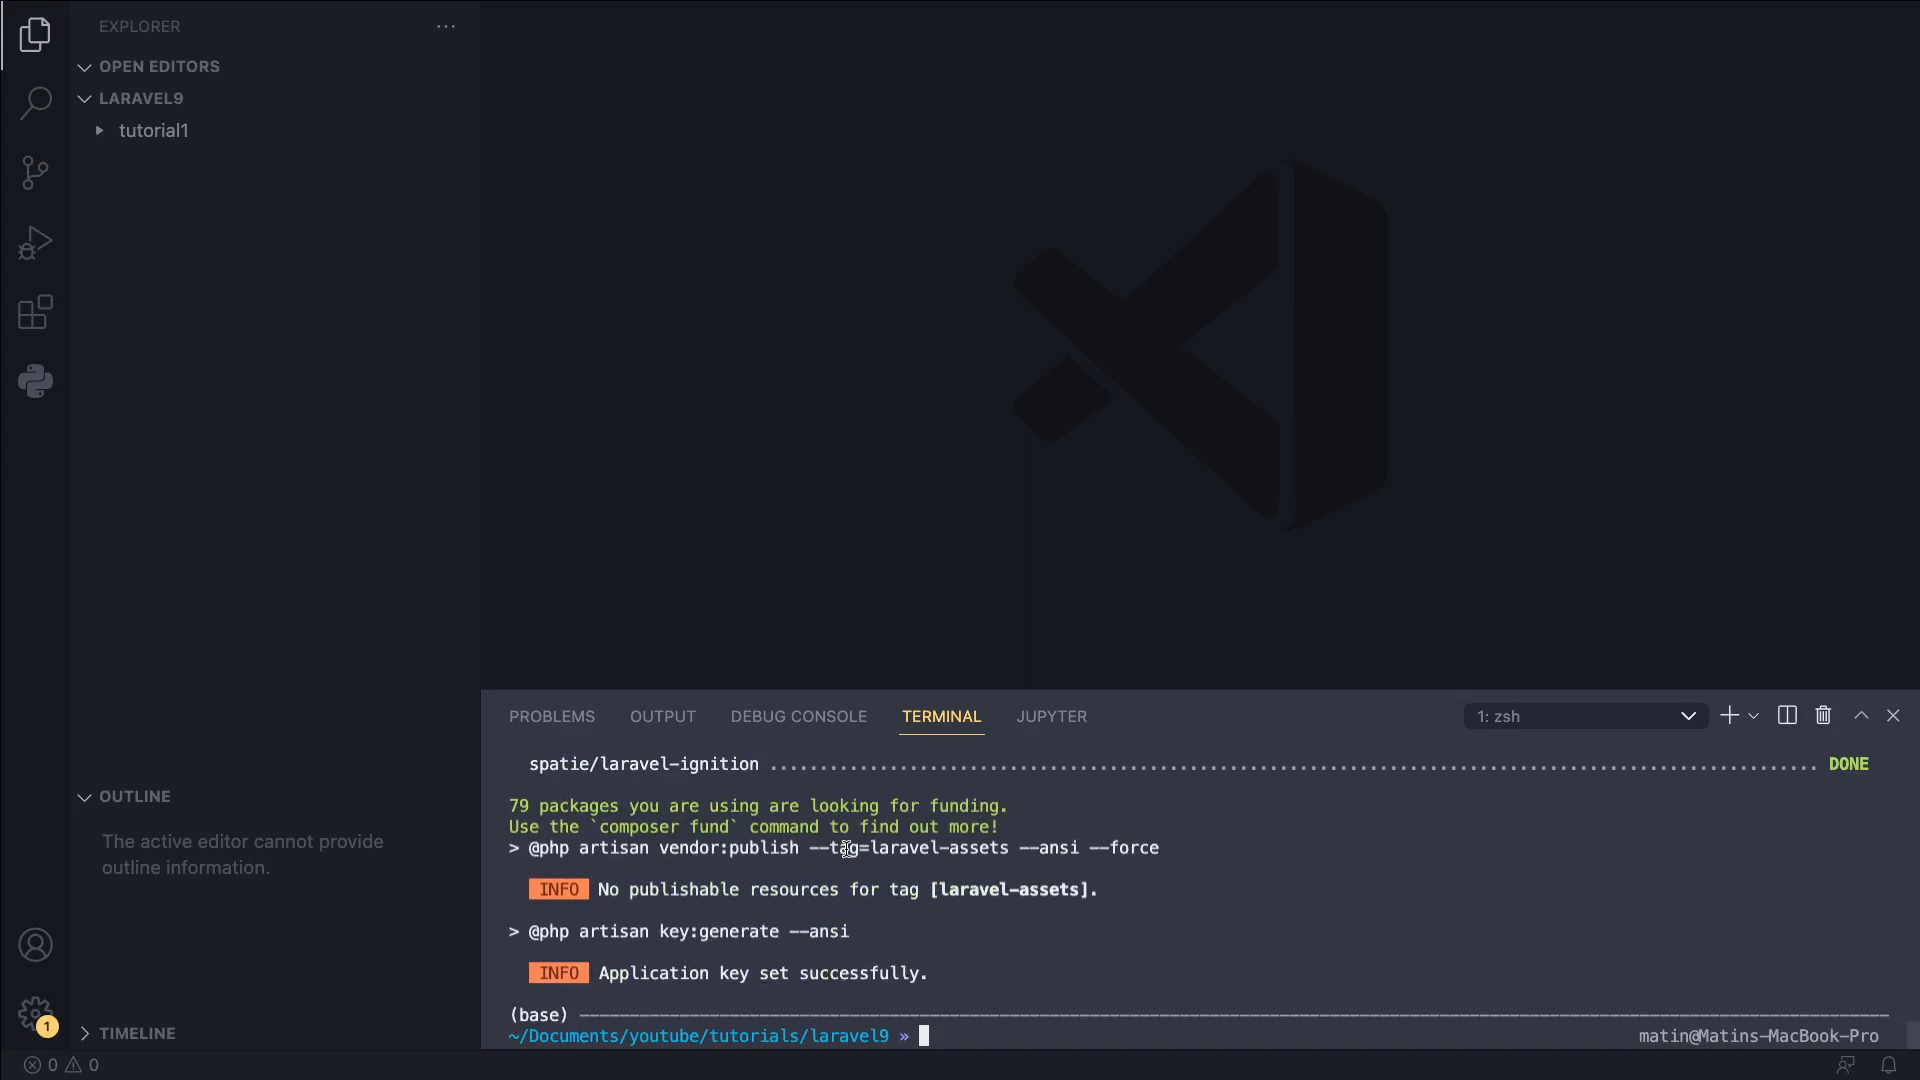 EXPLORER
OPEN EDITORS
LARAVEL9
tutorial1
OUTLINE
The active editor cannot provide
outline information.
1
TIMELINE
0 0
PROBLEMS OUTPUT DEBUG CONSOLE TERMINAL JUPYTER
1: zsh
spatie/laravel-ignition ........................................................................................................ DONE
79 packages you are using are looking for funding.
Use the `composer fund` command to find out more!
> @php artisan vendor:publish --tag=laravel-assets --ansi --force
INFO No publishable resources for tag [laravel-assets].
> @php artisan key:generate --ansi
INFO Application key set successfully.
(base)
~/Documents/youtube/tutorials/laravel9 » matin@Matins-MacBook-Pro